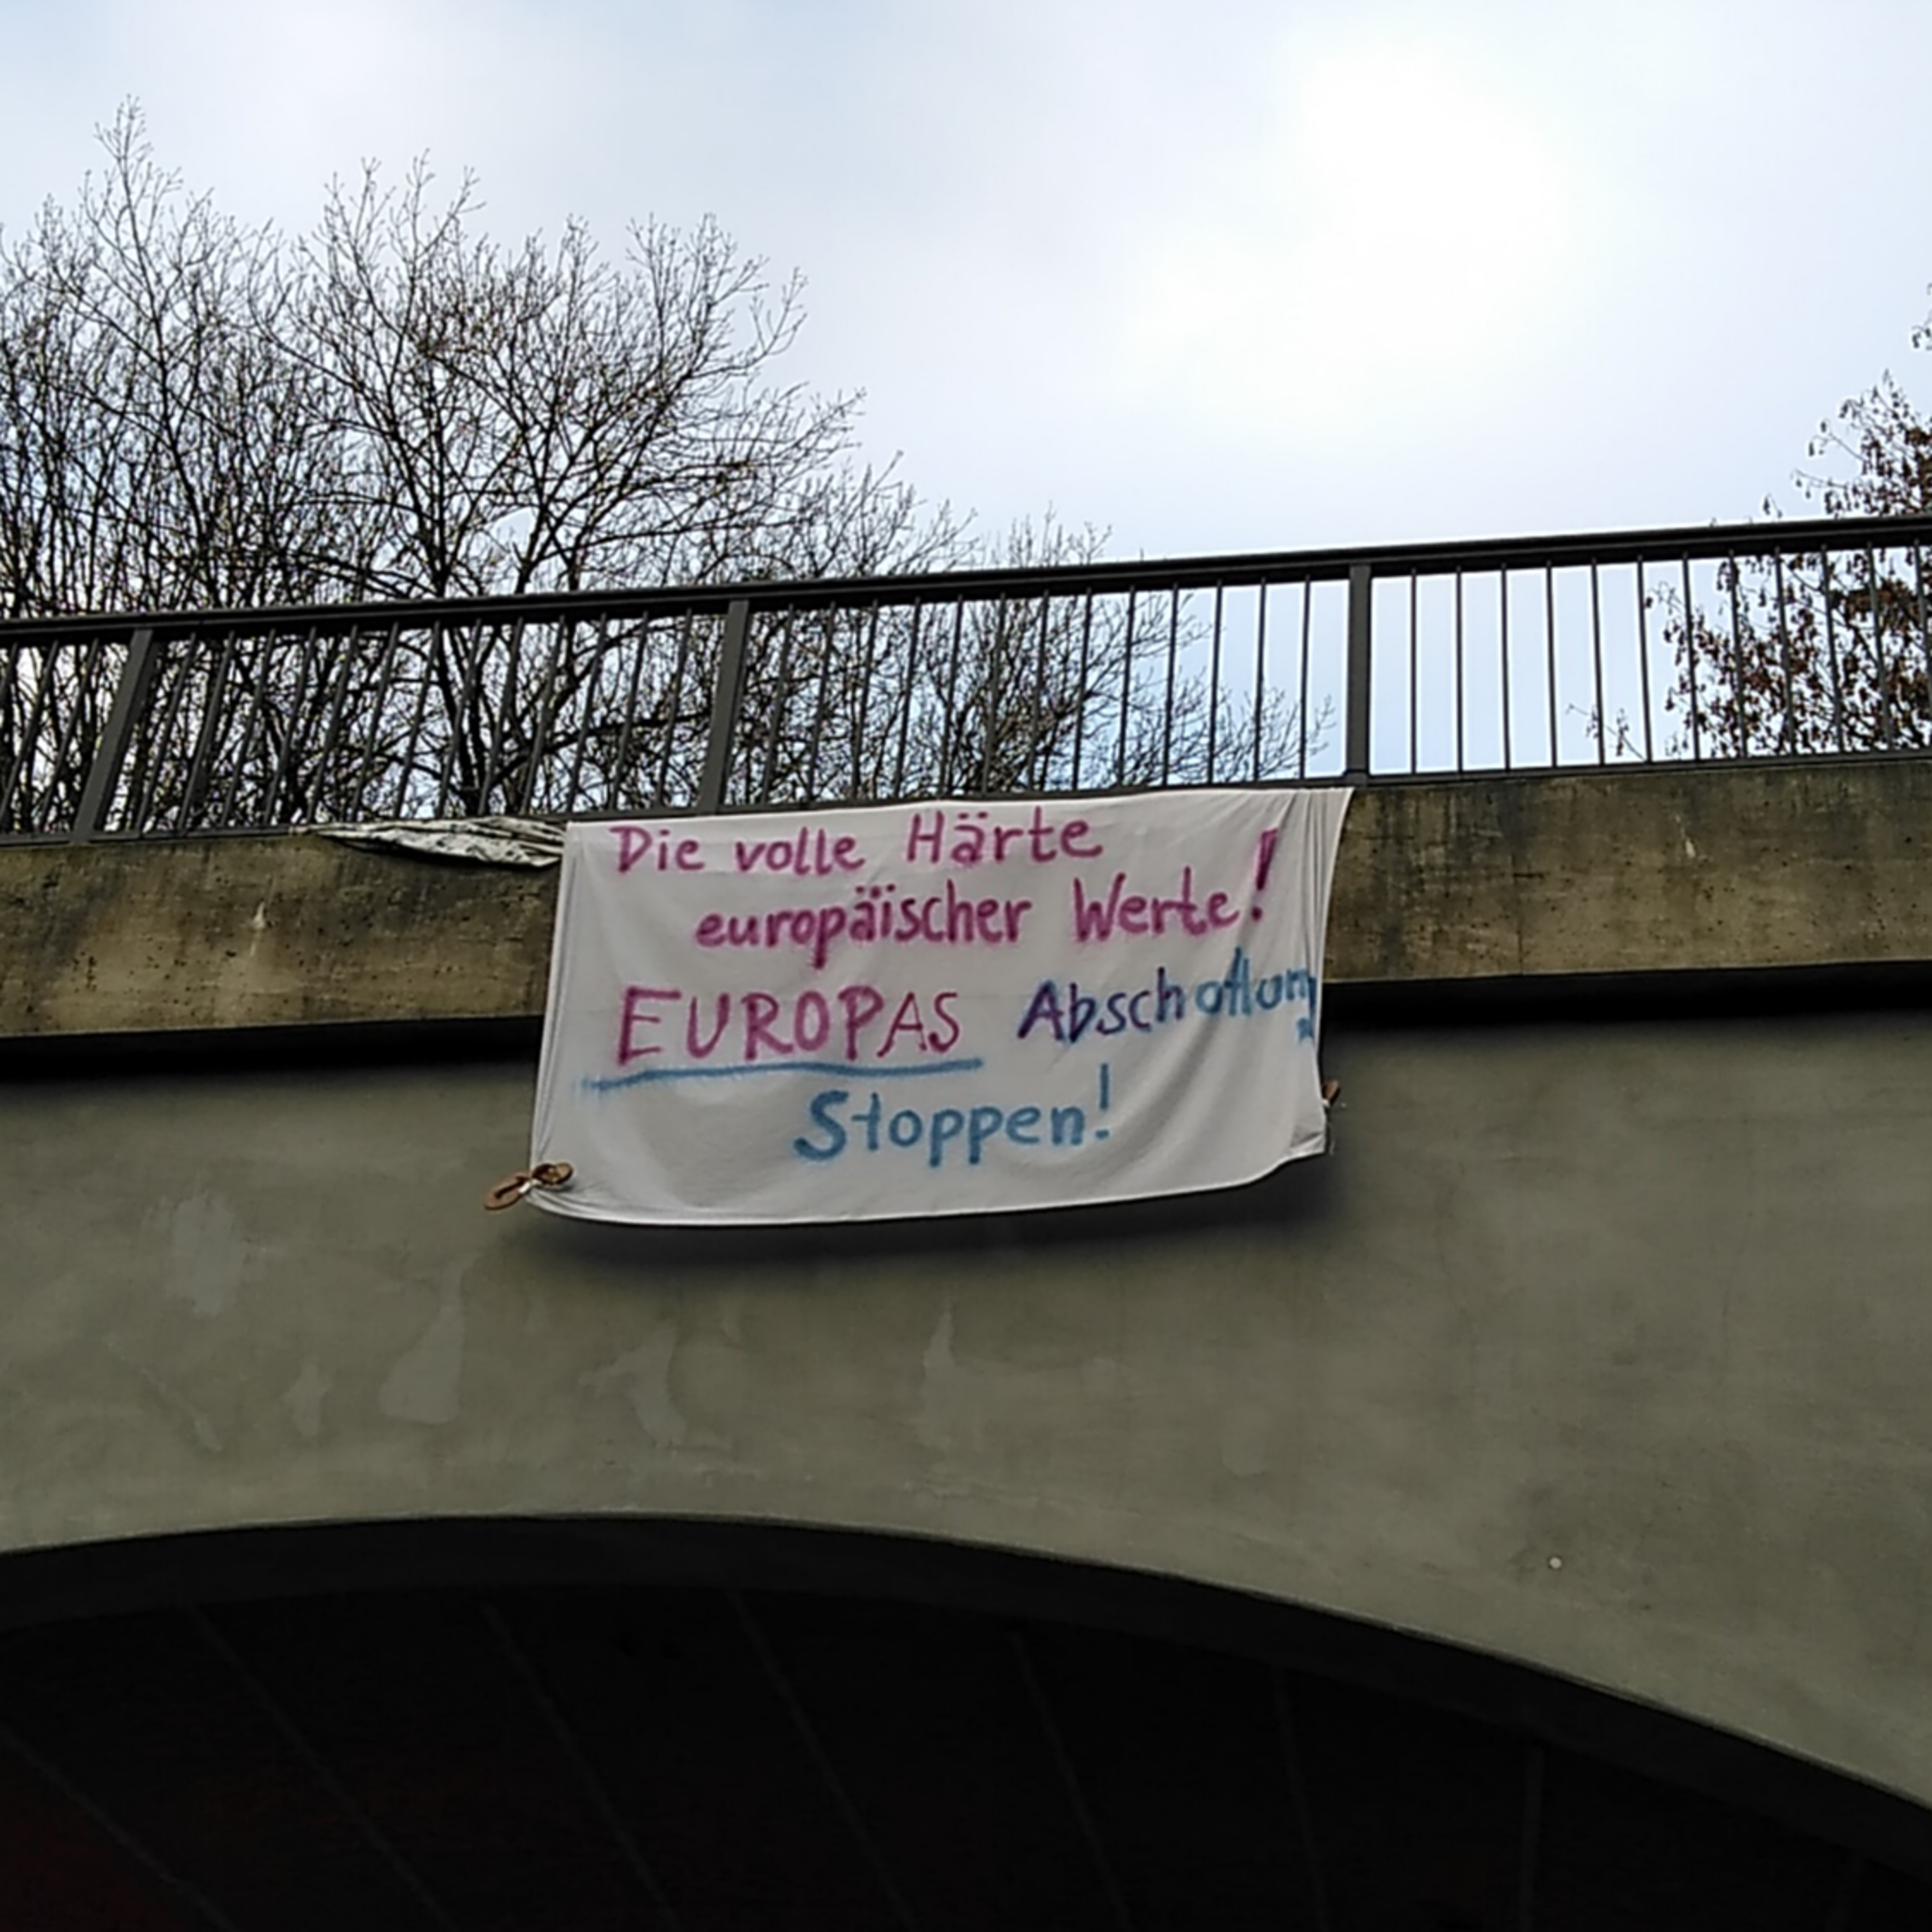 Die volle Härte
europäischer Werte!
EUROPAS Abschottung
Stoppen!